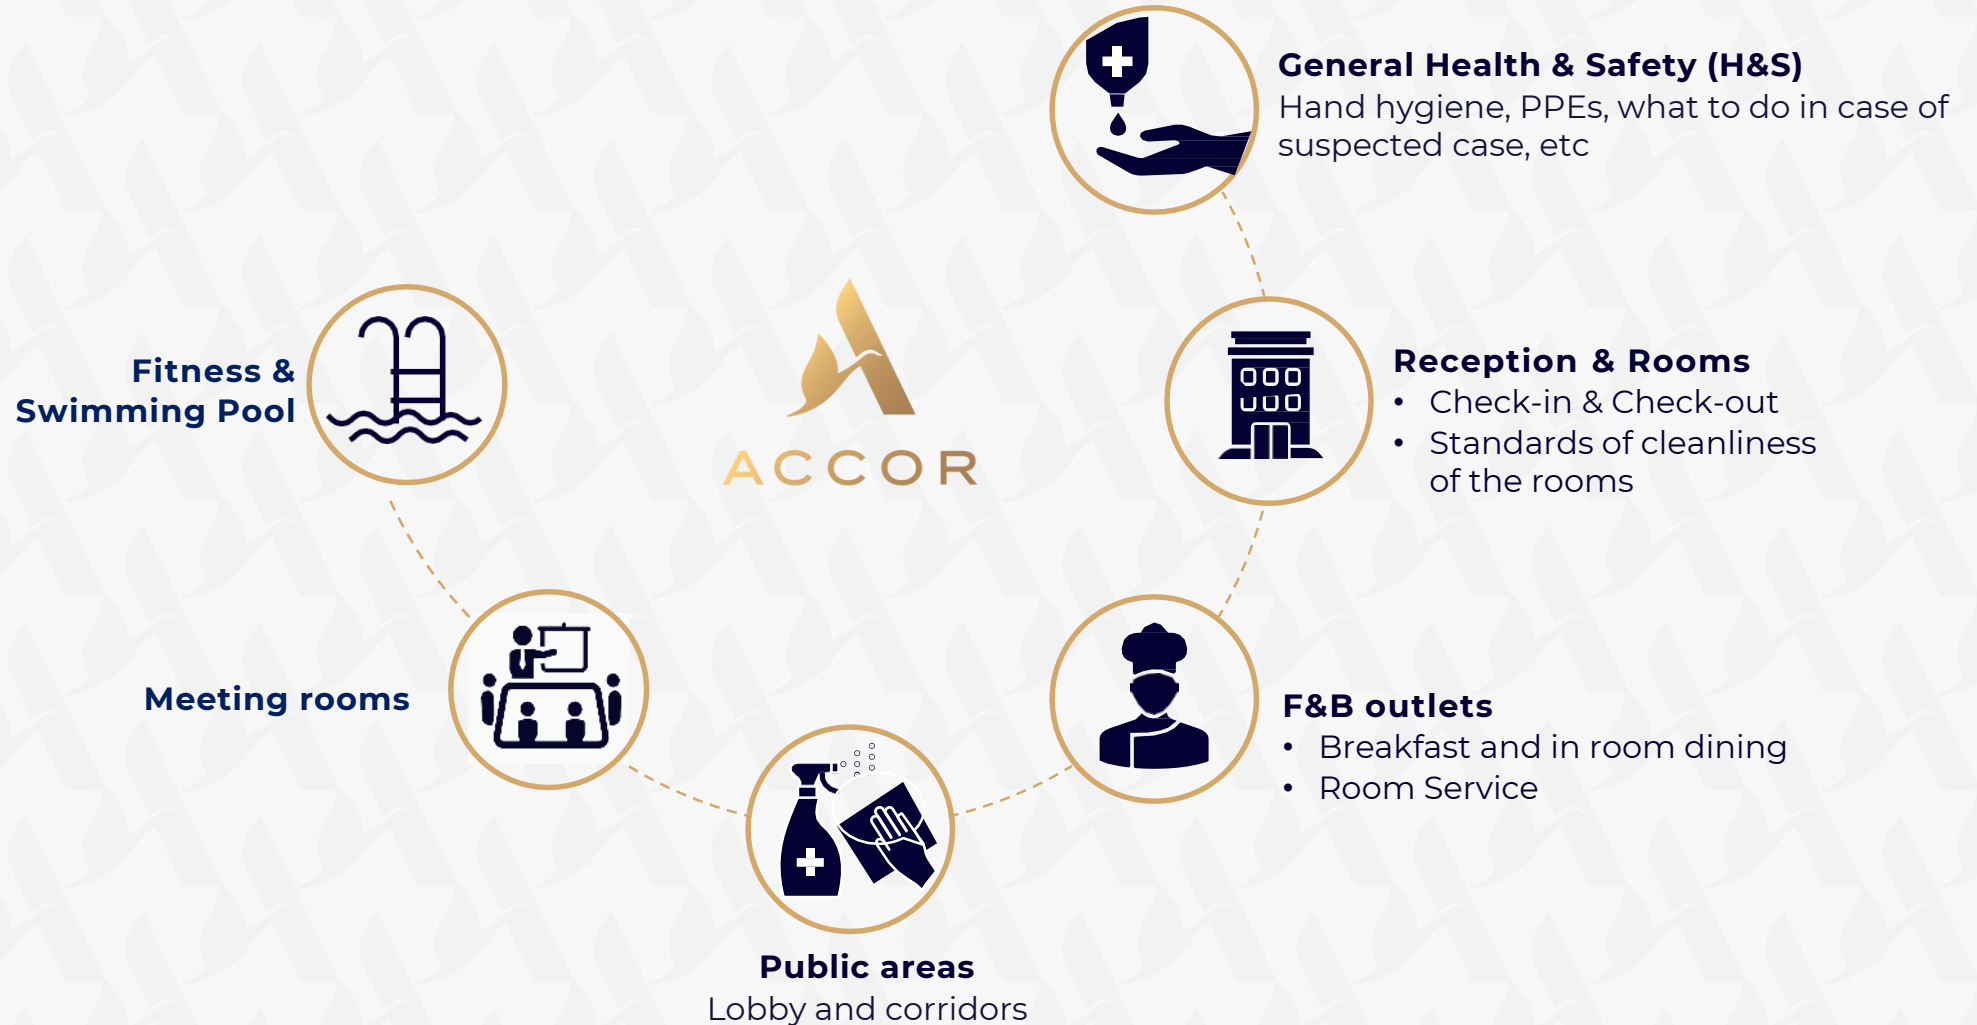 General Health & Safety (H&S)
Hand hygiene, PPEs, what to do in case of
suspected case, etc
Fitness &
Swimming Pool
ACCOR
Reception & Rooms
• Check-in & Check-out
• Standards of cleanliness
of the rooms
Meeting rooms
F&B outlets
• Breakfast and in room dining
• Room Service
Public areas
Lobby and corridors